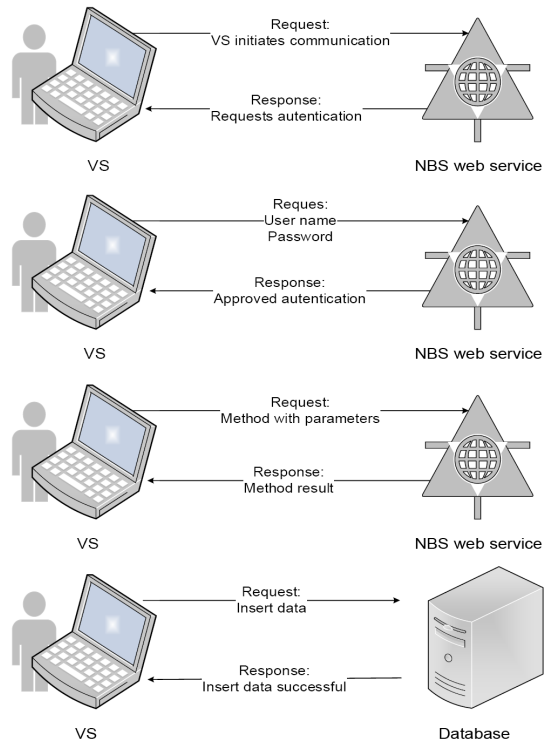 Request:
VS initiates communication
Response:
Requests autentication
VS
NBS web service
Reques:
User name
Password
Response:
Approved autentication
VS
NBS web service
Request:
Method with parameters
Response:
Method result
VS
NBS web service
Request:
Insert data
Response:
Insert data successful
VS
Database